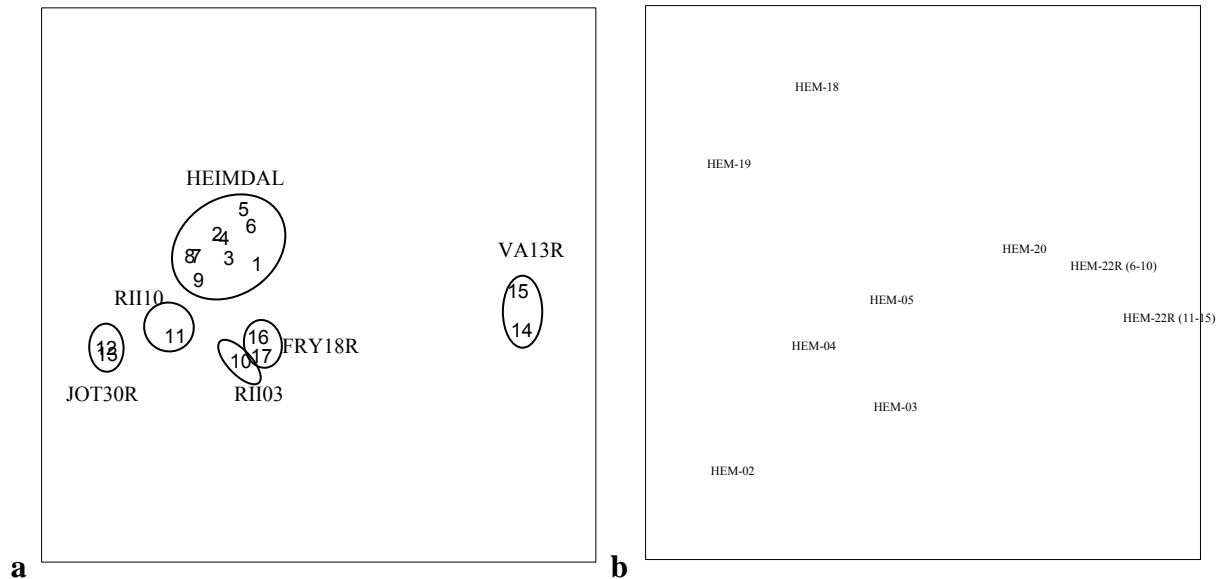 HEIMDAL
5
6
2
4
8
7
3
1
9
VA13R
15
14
RII10
11
12
13
JOT30R
16
17
10
FRY18R
RII03
a
HEM-18
HEM-19
HEM-20
HEM-22R (6-10)
HEM-05
HEM-22R (11-15)
HEM-04
HEM-03
HEM-02
b